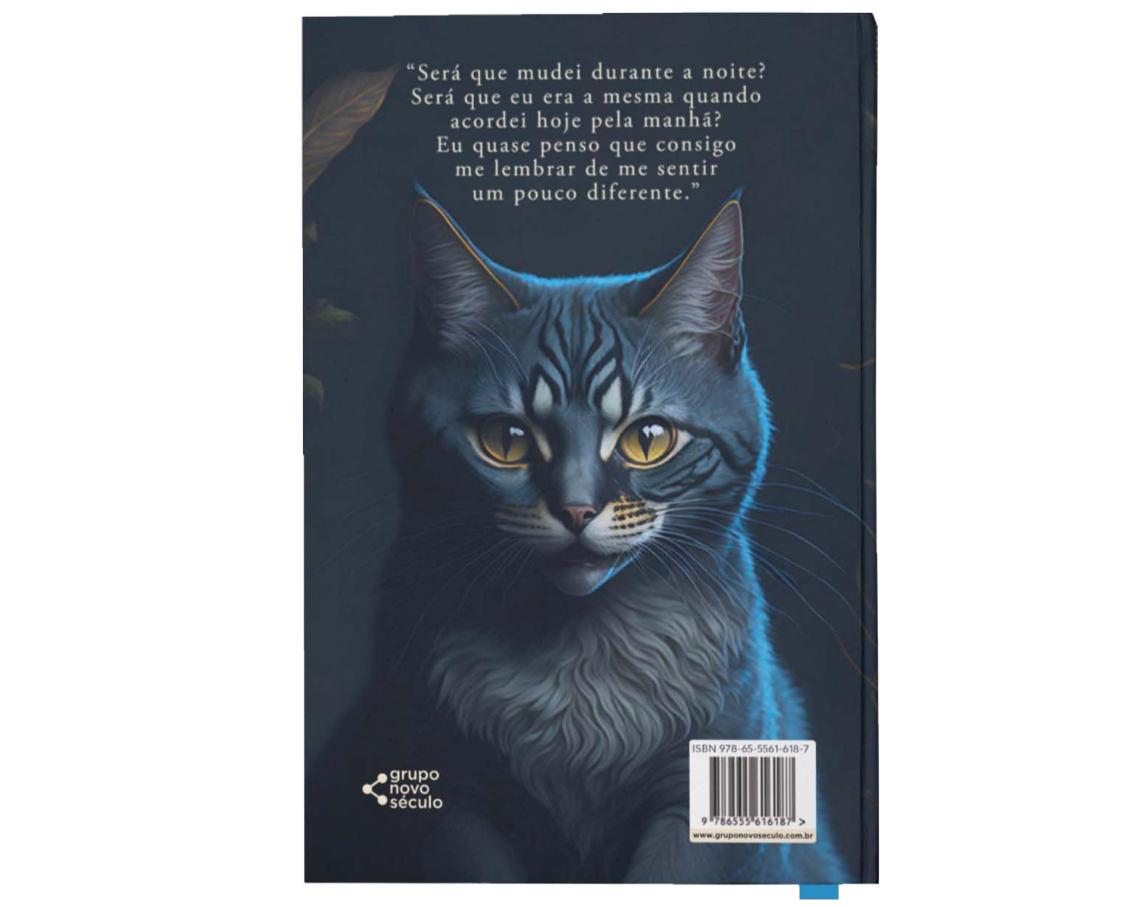 “Será que mudei durante a noite?
Será que eu era a mesma quando
acordei hoje pela manhã?
Eu quase penso que consigo
me lembrar de me sentir
um pouco diferente.”
grupo
novo
século
ISBN 978-65-5561-618-7
9 786555 616187 >
www.gruponovoseculo.com.br